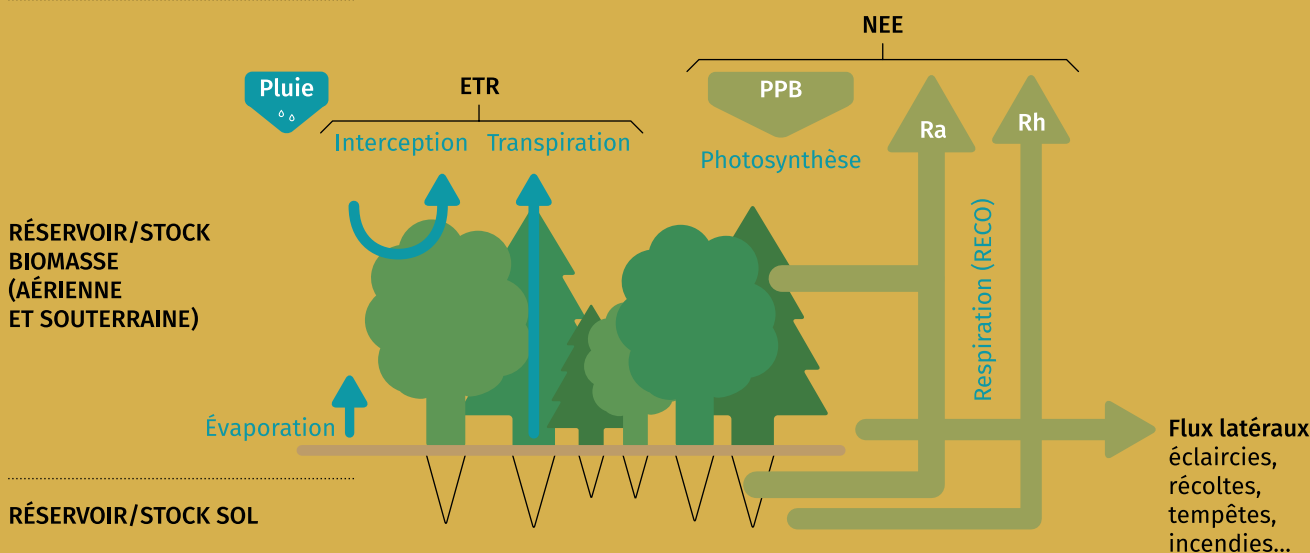 NEE
Pluie
ETR
PPB
Interception Transpiration
Ra
Rh
Photosynthèse
RÉSERVOIR/STOCK
BIOMASSE
(AÉRIENNE
ET SOUTERRAINE)
Respiration (RECO)
Évaporation
Flux latéraux
éclaircies,
récoltes,
tempêtes,
incendies...
RÉSERVOIR/STOCK SOL